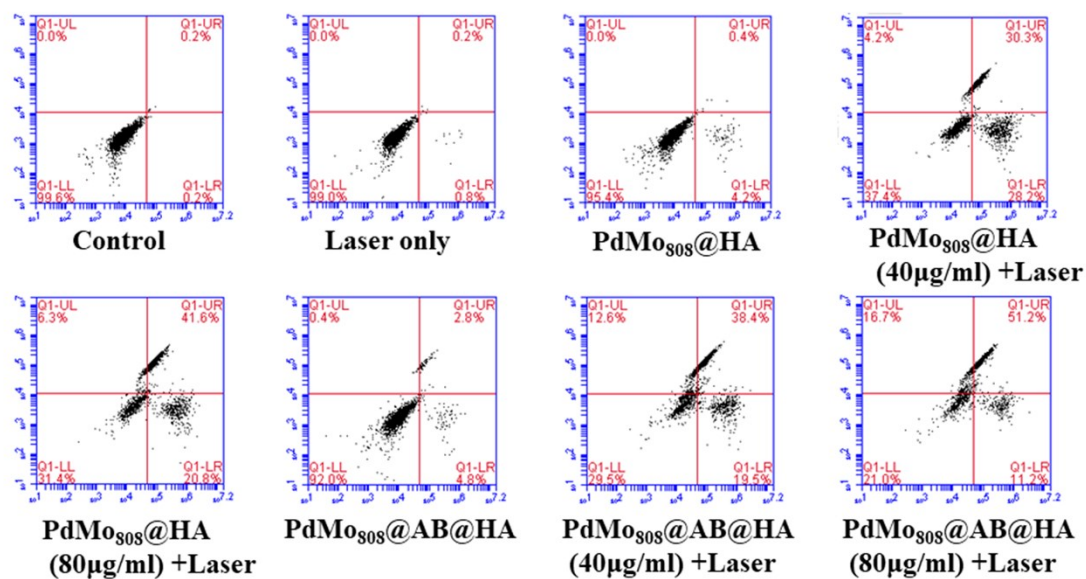 Q1-UL Q1-UR
0.0% 0.2%
Q1-LL Q1-LR
99.6% 0.2%
Control
Q1-UL Q1-UR
0.0% 0.2%
Q1-LL Q1-LR
99.0% 0.8%
Laser only
Q1-UL Q1-UR
0.0% 0.4%
Q1-LL Q1-LR
95.4% 4.2%
PdMo₈₀₈@HA
Q1-UL Q1-UR
4.2% 30.3%
Q1-LL Q1-LR
37.4% 28.2%
PdMo₈₀₈@HA
(40μg/ml) +Laser
Q1-UL Q1-UR
6.3% 41.6%
Q1-LL Q1-LR
31.4% 20.8%
PdMo₈₀₈@HA
(80μg/ml) +Laser
Q1-UL Q1-UR
0.4% 2.8%
Q1-LL Q1-LR
92.0% 4.8%
PdMo₈₀₈@AB@HA
Q1-UL Q1-UR
12.6% 38.4%
Q1-LL Q1-LR
29.5% 19.5%
PdMo₈₀₈@AB@HA
(40μg/ml) +Laser
Q1-UL Q1-UR
16.7% 51.2%
Q1-LL Q1-LR
21.0% 11.2%
PdMo₈₀₈@AB@HA
(80μg/ml) +Laser